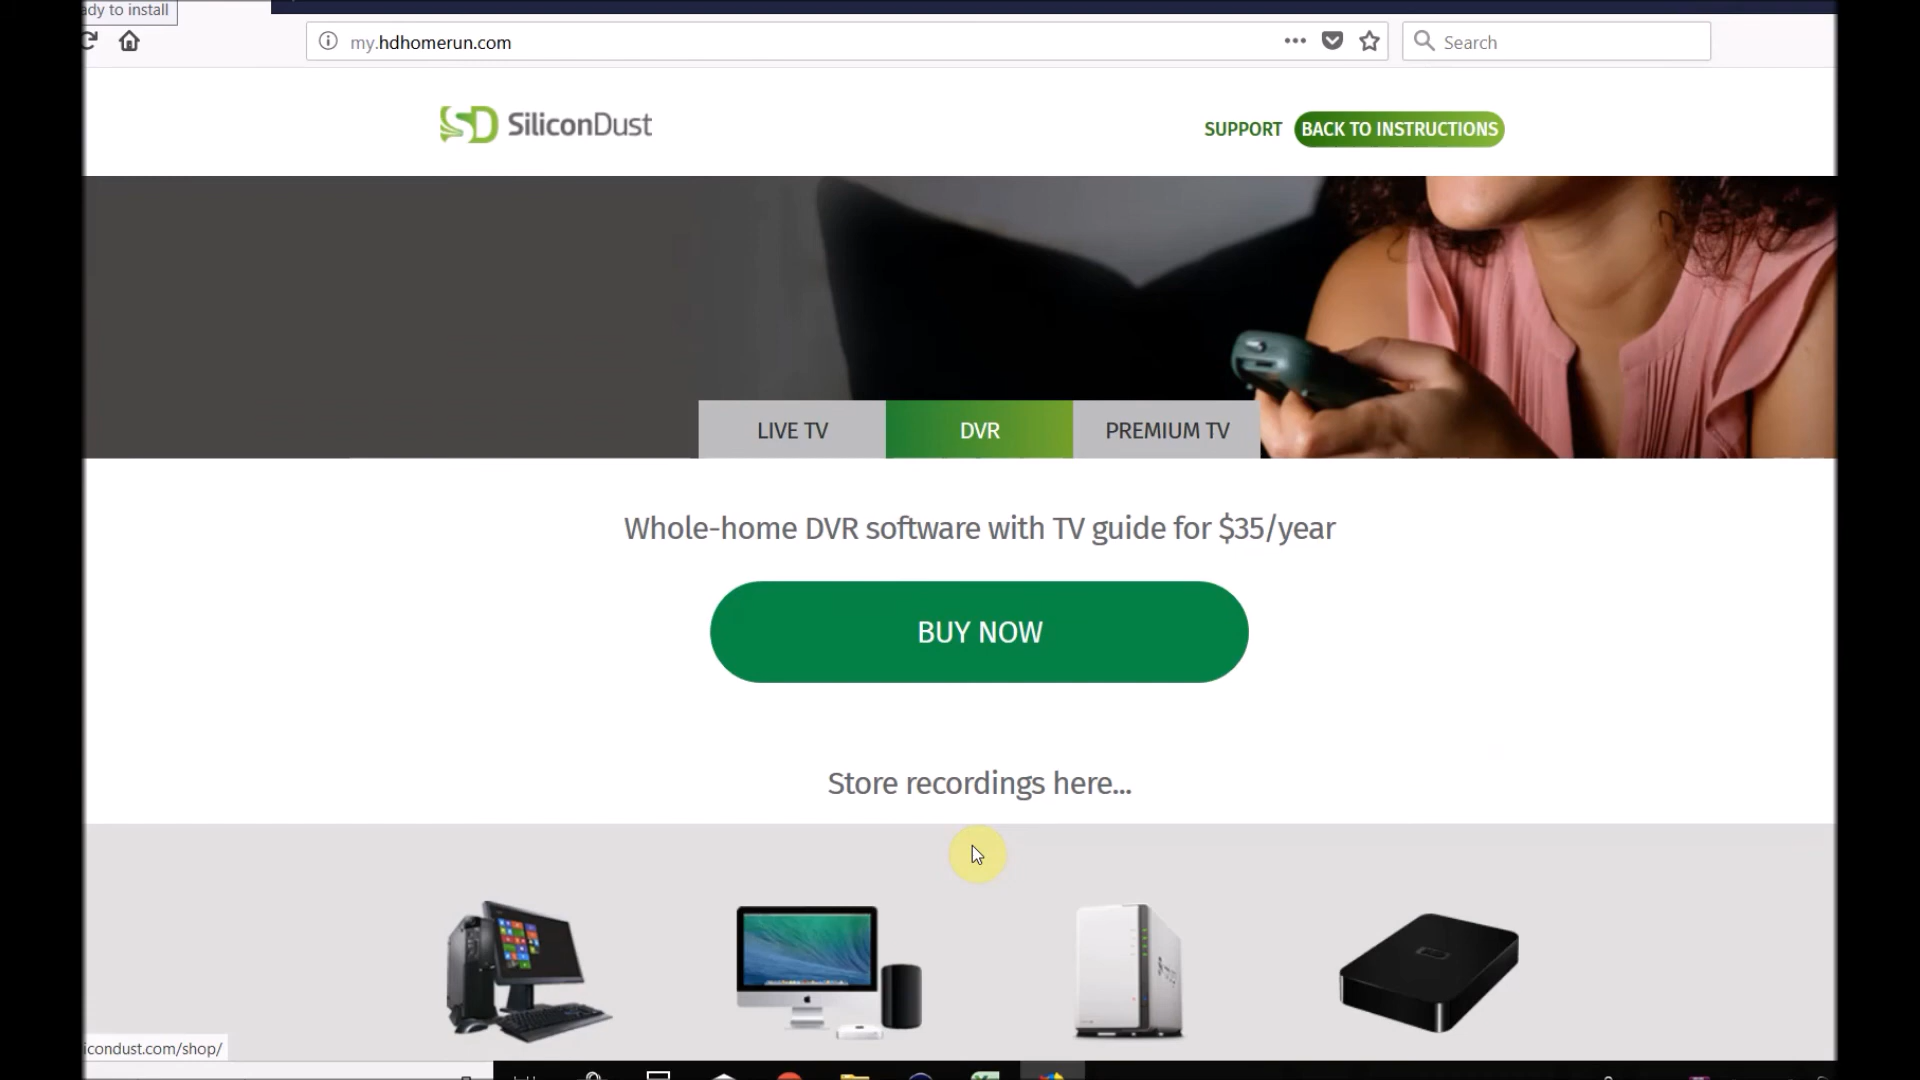 ady to install
my.hdhomerun.com
Search
SD SiliconDust
SUPPORT
BACK TO INSTRUCTIONS
LIVE TV
DVR
PREMIUM TV
Whole-home DVR software with TV guide for $35/year
BUY NOW
Store recordings here...
icondust.com/shop/